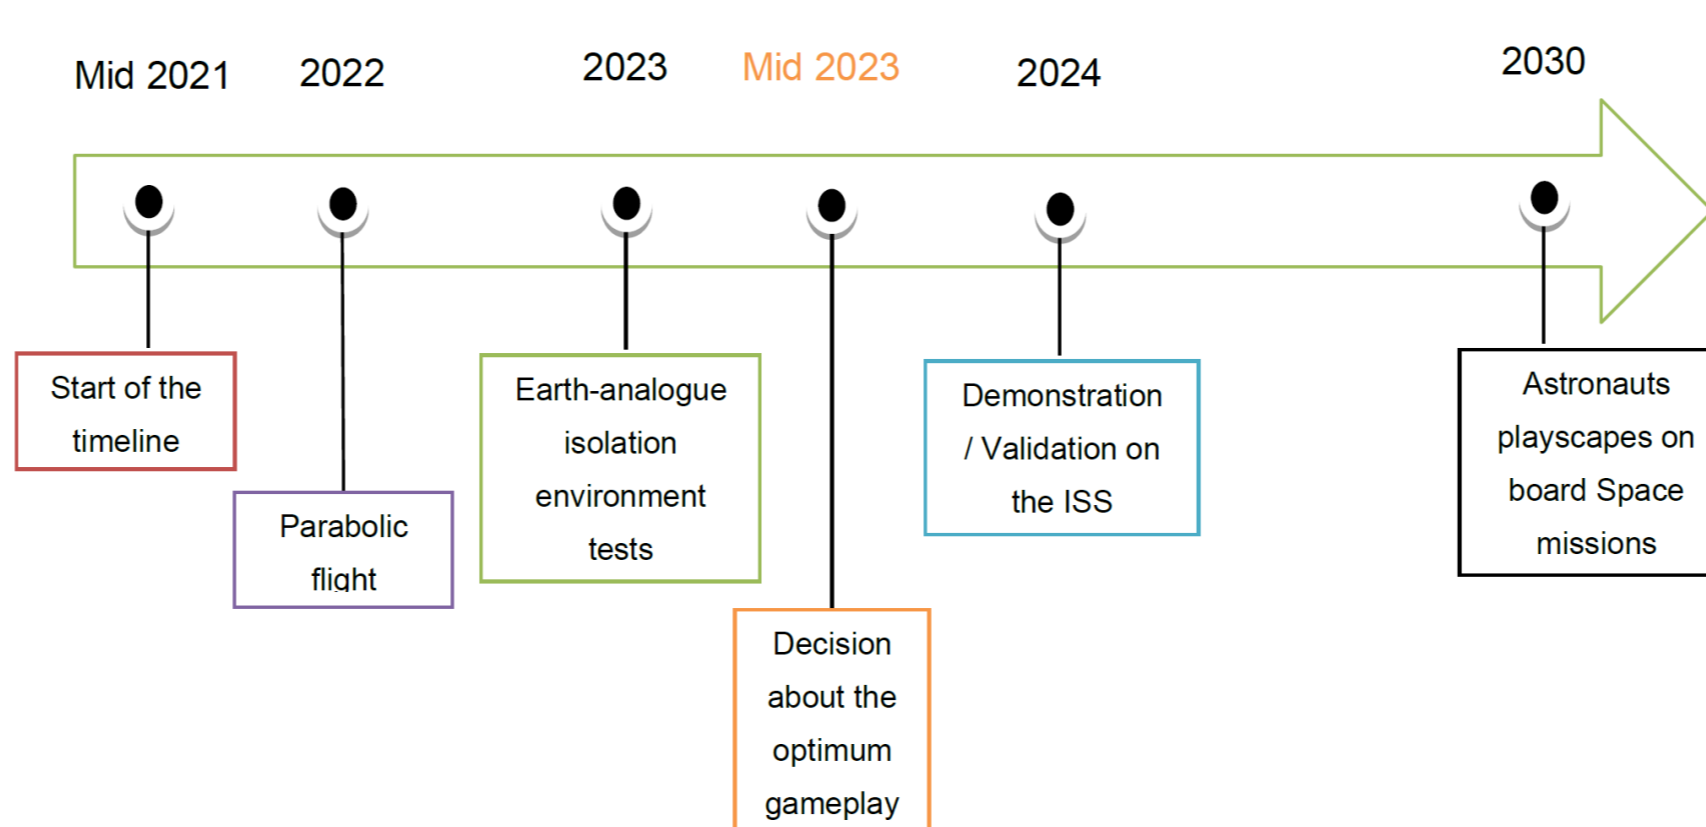 Mid 2021
2022
2023
Mid 2023
2024
2030
Start of the
timeline
Parabolic
flight
Earth-analogue
isolation
environment
tests
Decision
about the
optimum
gameplay
Demonstration
/ Validation on
the ISS
Astronauts
playscapes on
board Space
missions